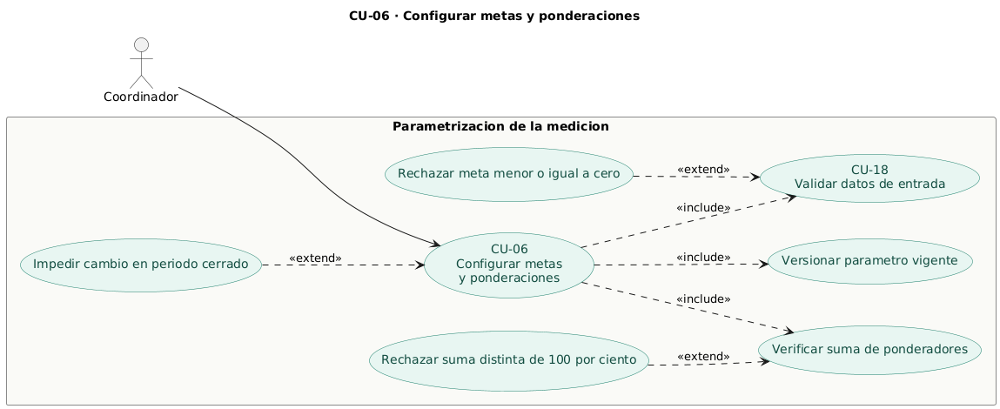 CU-06 · Configurar metas y ponderaciones
Coordinador
Parametrizacion de la medicion
Rechazar meta menor o igual a cero
«extend»
CU-18
Validar datos de entrada
«include»
Impedir cambio en periodo cerrado
«extend»
CU-06
Configurar metas
y ponderaciones
«include»
Versionar parametro vigente
«include»
Verificar suma de ponderadores
Rechazar suma distinta de 100 por ciento
«extend»